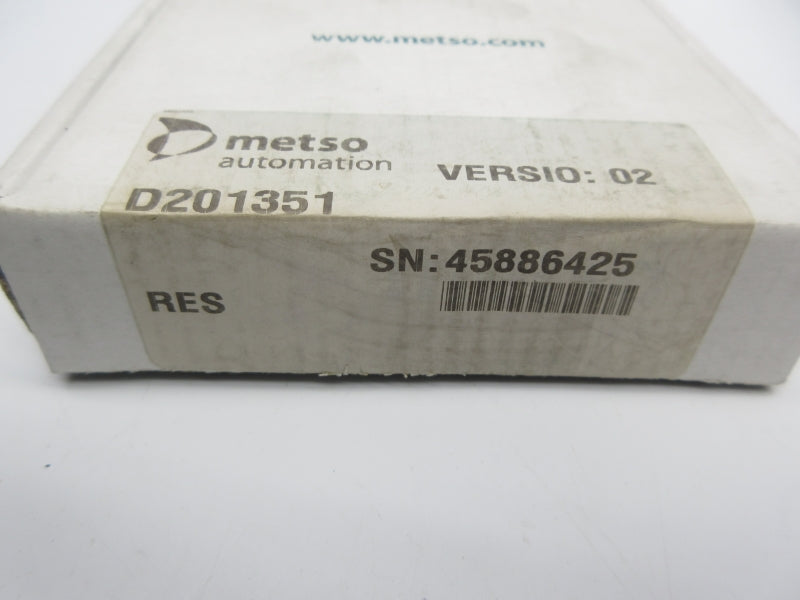 www.metso.com
metso
automation
VERSIO: 02
D201351
SN:45886425
RES